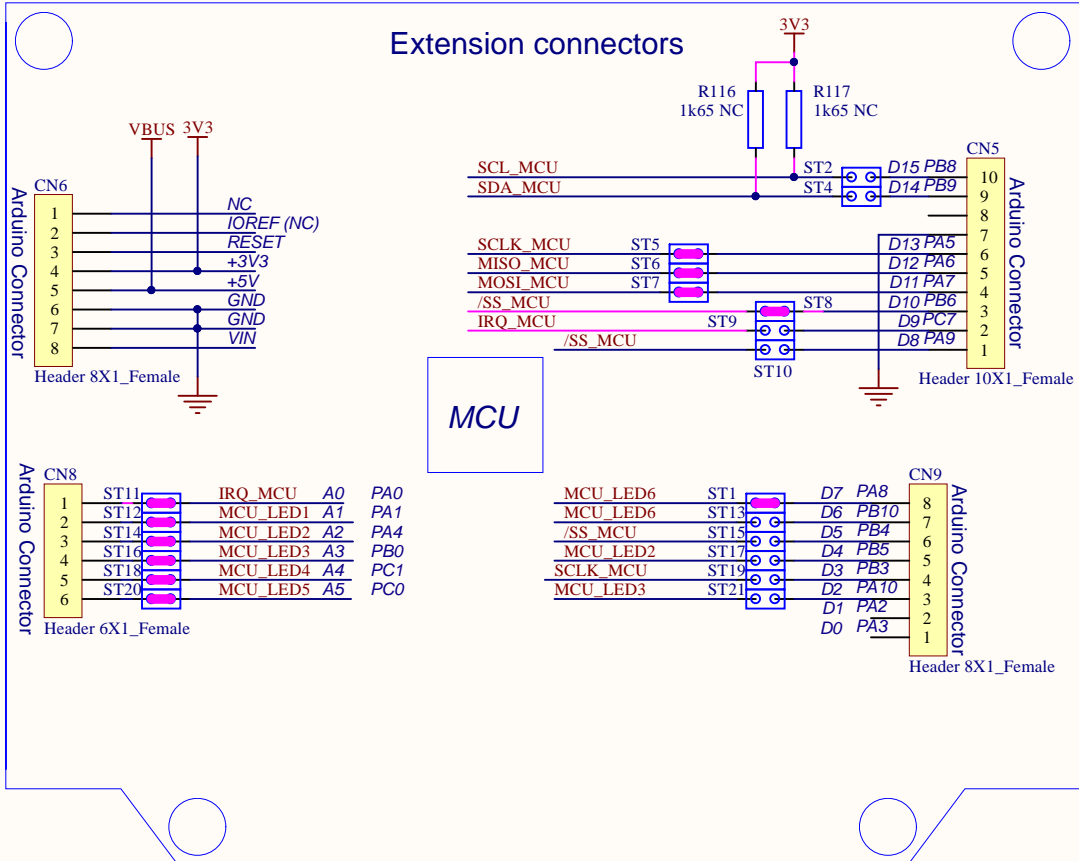 Extension connectors
3V3
R116
1k65 NC
R117
1k65 NC
VBUS 3V3
CN6
Arduino Connector
1 NC
2 IOREF (NC)
3 RESET
4 +3V3
5 +5V
6 GND
7 GND
8 VIN
Header 8X1_Female
CN5
Arduino Connector
SCL_MCU ST2 D15 PB8 10
SDA_MCU ST4 D14 PB9 9
8
7
SCLK_MCU ST5 D13 PA5 6
MISO_MCU ST6 D12 PA6 5
MOSI_MCU ST7 D11 PA7 4
/SS_MCU ST8 D10 PB6 3
IRQ_MCU ST9 D9 PC7 2
/SS_MCU D8 PA9 1
ST10
Header 10X1_Female
MCU
CN8
Arduino Connector
1 ST11 IRQ_MCU A0 PA0
2 ST12 MCU_LED1 A1 PA1
3 ST14 MCU_LED2 A2 PA4
4 ST16 MCU_LED3 A3 PB0
5 ST18 MCU_LED4 A4 PC1
6 ST20 MCU_LED5 A5 PC0
Header 6X1_Female
CN9
Arduino Connector
MCU_LED6 ST1 D7 PA8 8
MCU_LED6 ST13 D6 PB10 7
/SS_MCU ST15 D5 PB4 6
MCU_LED2 ST17 D4 PB5 5
SCLK_MCU ST19 D3 PB3 4
MCU_LED3 ST21 D2 PA10 3
D1 PA2 2
D0 PA3 1
Header 8X1_Female